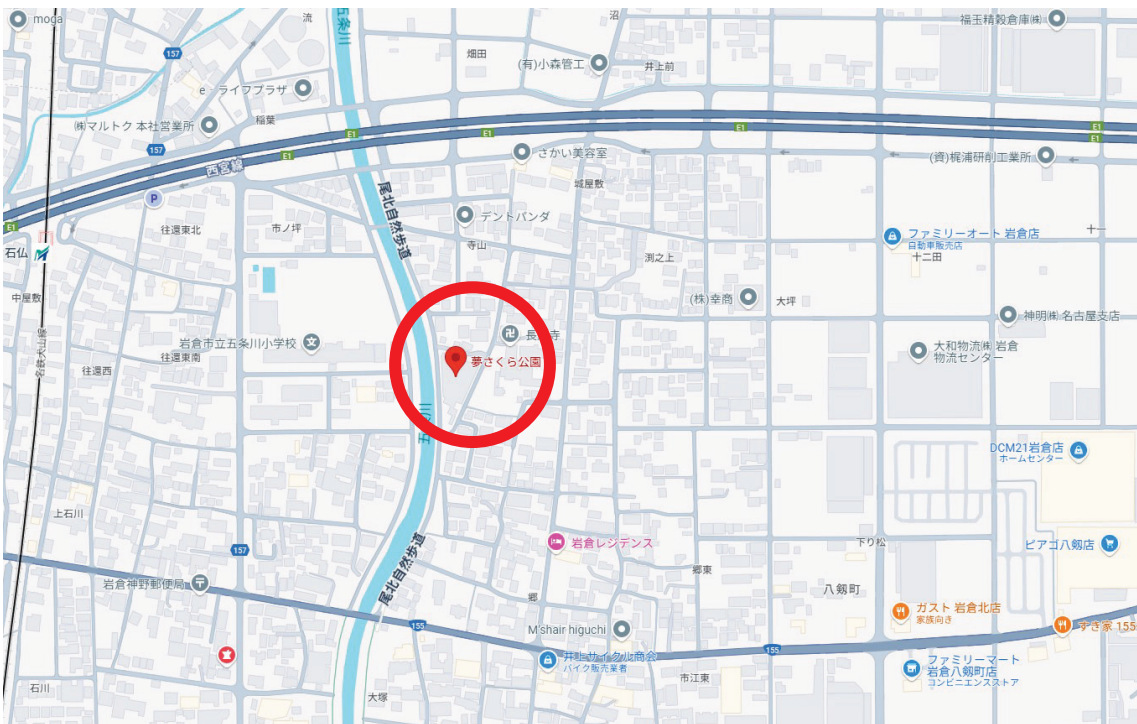 moga
流
五条川
沼
福玉精穀倉庫㈱
157
畑田
(有)小森管工
井上前
e‐ライフプラザ
㈱マルトク 本社営業所
稲葉
E1
E1
E1
E1
157
E1
さかい美容室
(資)梶浦研削工業所
西宮線
城屋敷
P
尾北自然歩道
往還東北
市ノ坪
デントパンダ
十一
E1
寺山
ファミリーオート 岩倉店
自動車販売店
十二田
石仏
渕之上
中屋敷
(株)幸商
大坪
神明㈱ 名古屋支店
名鉄犬山線
岩倉市立五条川小学校
文
卍
往還東南
夢さくら公園
大和物流㈱ 岩倉
物流センター
往還西
五条川
DCM21岩倉店
ホームセンター
上石川
岩倉レジデンス
下り松
ピアゴ八剱店
157
尾北自然歩道
郷東
岩倉神野郵便局
八剱町
郷
ガスト 岩倉北店
家族向き
155
M'shair higuchi
すき家 155
155
井上サイクル商会
バイク販売業者
ファミリーマート
岩倉八剱町店
コンビニエンスストア
石川
市江東
大塚